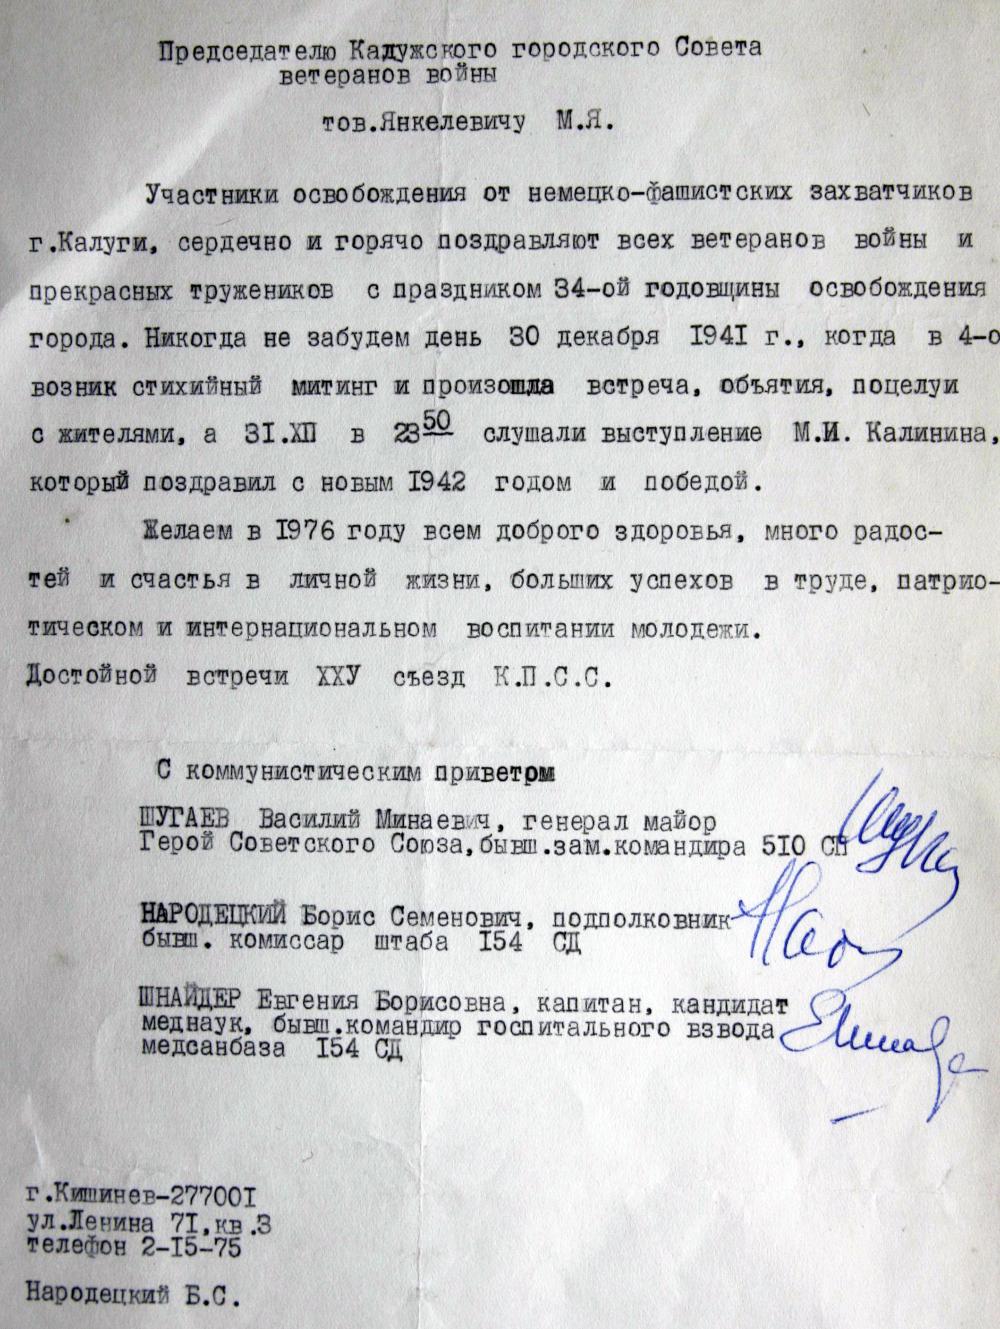 Председателю Калужского городского Совета
ветеранов войны
тов.Янкелевичу М.Я.
Участники освобождения от немецко-фашистских захватчиков
г.Калуги, сердечно и горячо поздравляют всех ветеранов войны и
прекрасных тружеников с праздником 34-ой годовщины освобождения
города. Никогда не забудем день 30 декабря 1941 г., когда в 4-о
возник стихийный митинг и произошла встреча, объятия, поцелуи
с жителями, а 31.ХП в 23 50 слушали выступление М.И. Калинина,
который поздравил с новым 1942 годом и победой.
Желаем в 1976 году всем доброго здоровья, много радос-
тей и счастья в личной жизни, больших успехов в труде, патрио-
тическом и интернациональном воспитании молодежи.
Достойной встречи ХХУ съезд К.П.С.С.
С коммунистическим приветом
ШУГАЕВ Василий Минаевич, генерал майор
Герой Советского Союза,бывш.зам.командира 510 СП
НАРОДЕЦКИЙ Борис Семенович, подполковник
бывш. комиссар штаба 154 СД
ШНАЙДЕР Евгения Борисовна, капитан, кандидат
меднаук, бывш.командир госпитального взвода
медсанбаза 154 СД
г.Кишинев-277001
ул.Ленина 71,кв.3
телефон 2-15-75
Народецкий Б.С.